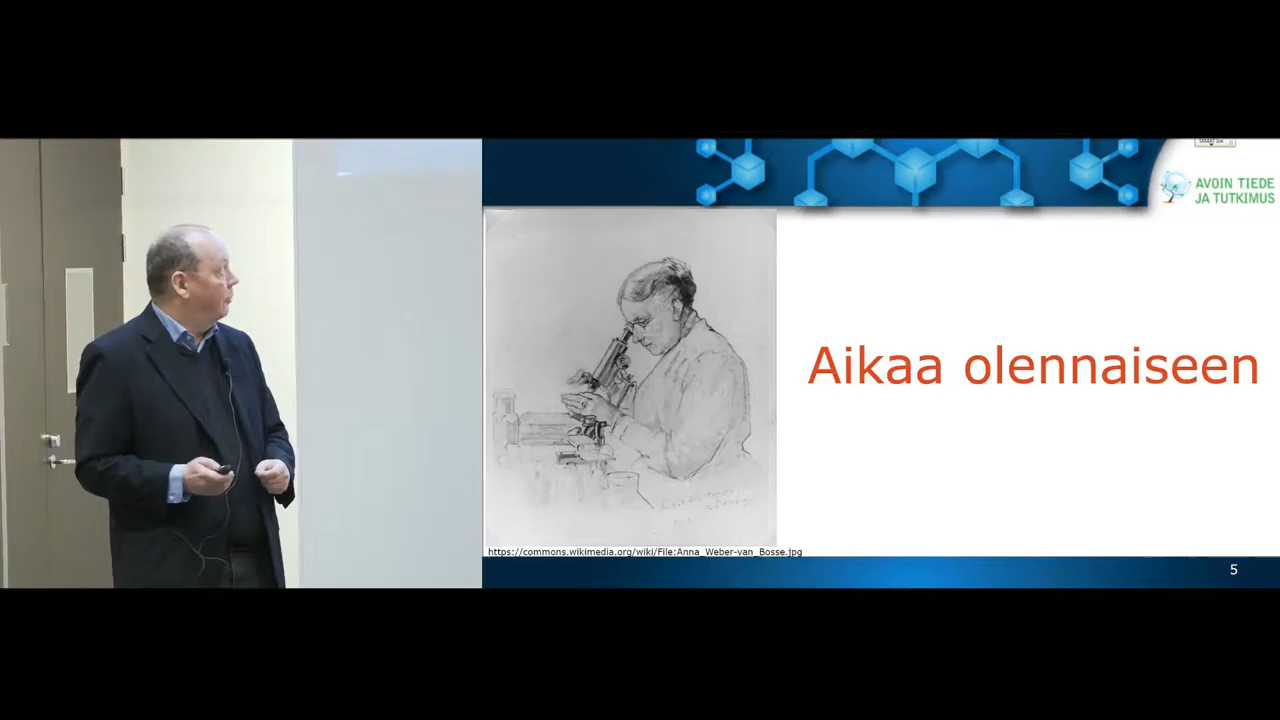 AVOIN TIEDE
JA TUTKIMUS
Aikaa olennaiseen
https://commons.wikimedia.org/wiki/File:Anna_Weber-van_Bosse.jpg
5